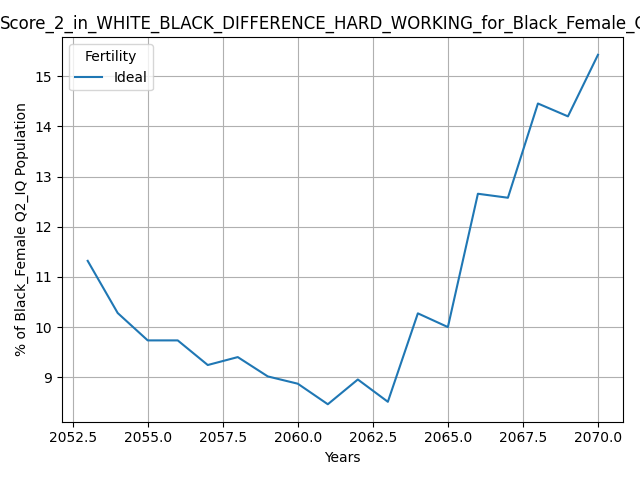 Score_2_in_WHITE_BLACK_DIFFERENCE_HARD_WORKING_for_Black_Female_
Fertility
Ideal
% of Black_Female Q2_IQ Population
15
14
13
12
11
10
9
2052.5 2055.0 2057.5 2060.0 2062.5 2065.0 2067.5 2070.0
Years